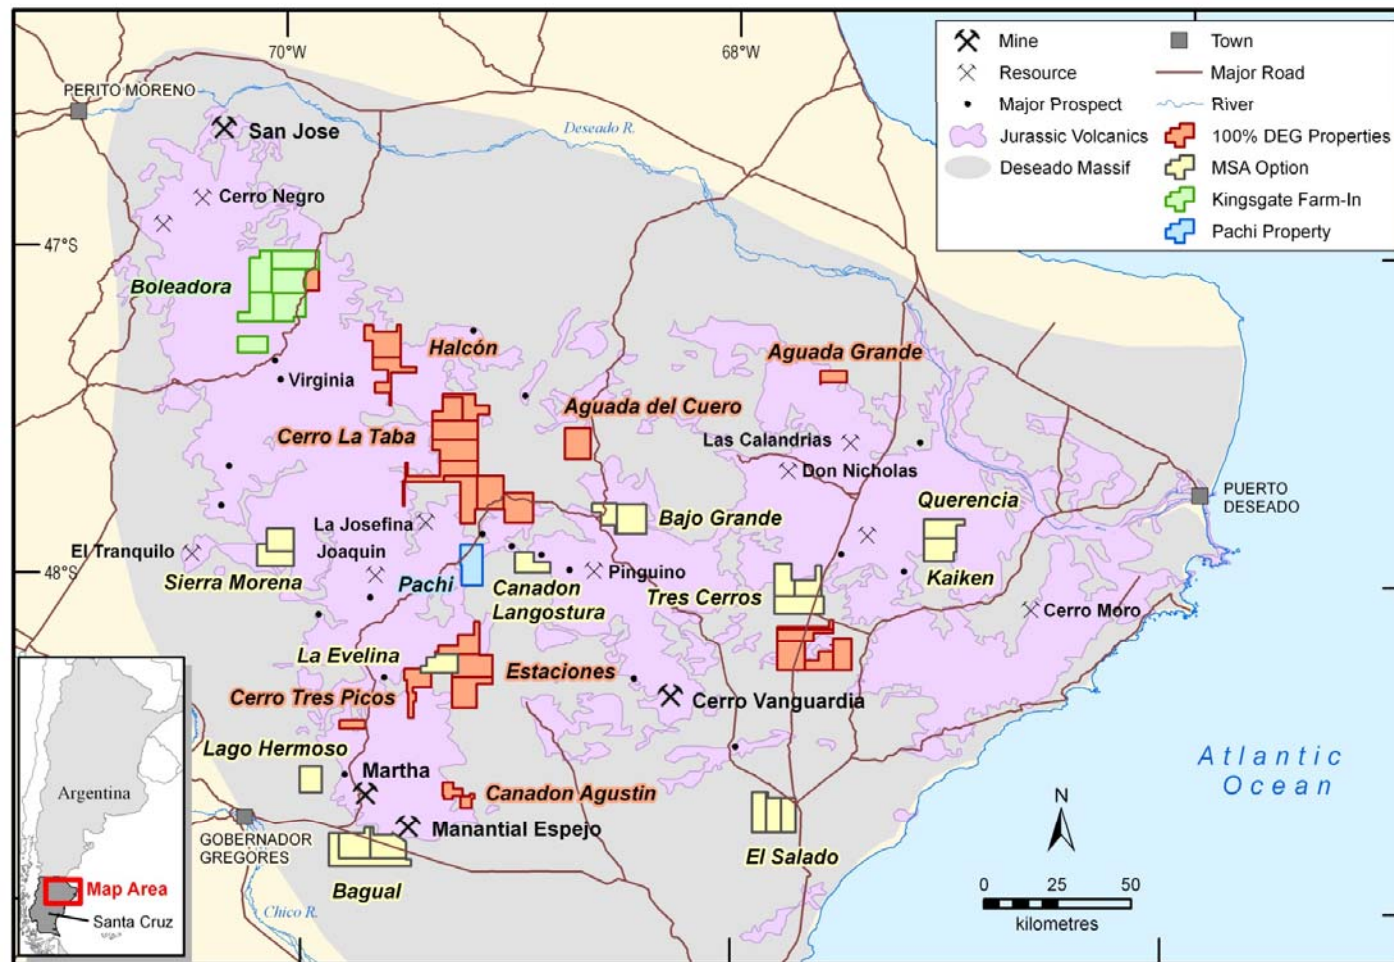 70°W
68°W
Mine
Town
Resource
Major Road
Major Prospect
River
Jurassic Volcanics
100% DEG Properties
Deseado Massif
MSA Option
Kingsgate Farm-In
Pachi Property
PERITO MORENO
San Jose
Deseado R.
Cerro Negro
47°S
Boleadora
Halcón
Aguada Grande
Virginia
Aguada del Cuero
Cerro La Taba
Las Calandrias
Don Nicholas
Querencia
PUERTO
DESEADO
La Josefina
Bajo Grande
El Tranquilo
Joaquin
48°S
Sierra Morena
Pachi
Canadon
Langostura
Pinguino
Tres Cerros
Kaiken
Cerro Moro
La Evelina
Estaciones
Cerro Tres Picos
Cerro Vanguardia
Lago Hermoso
Martha
Atlantic
Ocean
Canadon Agustin
Argentina
N
GOBERNADOR
GREGORES
Manantial Espejo
El Salado
Bagual
Map Area
0 25 50
kilometres
Chico R.
Santa Cruz